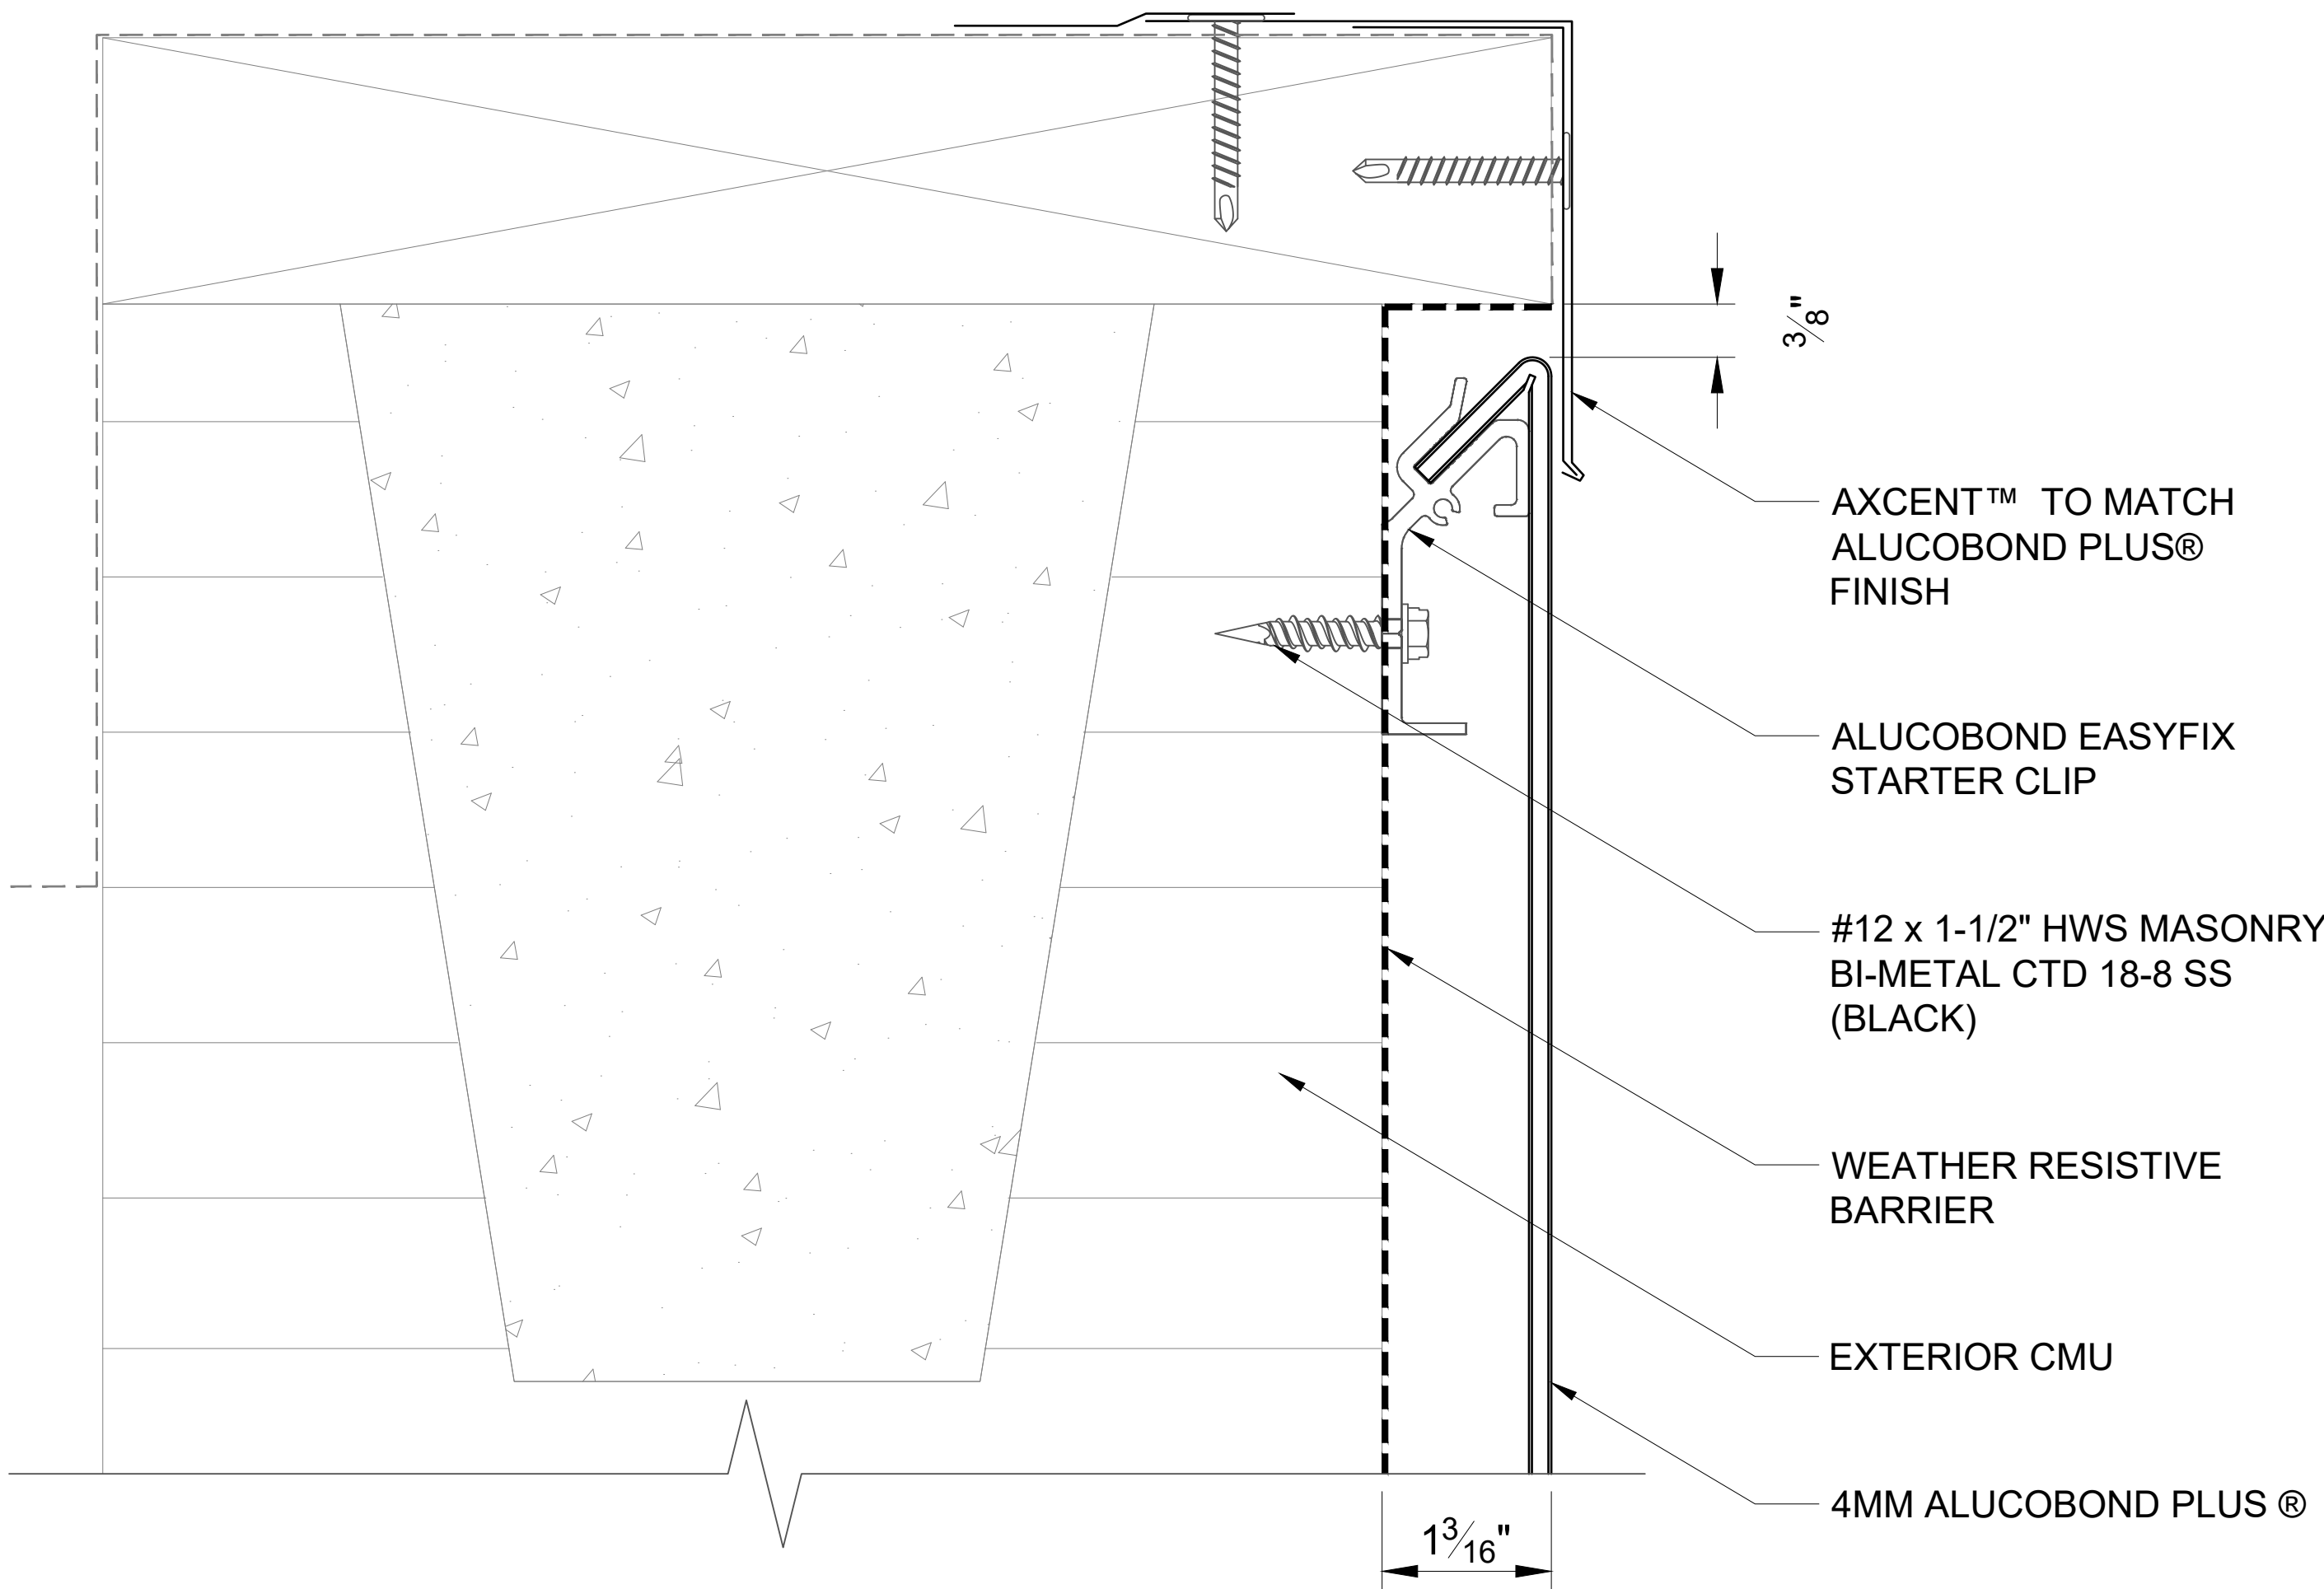 3/8"
AXCENT™ TO MATCH
ALUCOBOND PLUS®
FINISH
ALUCOBOND EASYFIX
STARTER CLIP
#12 x 1-1/2" HWS MASONRY
BI-METAL CTD 18-8 SS
(BLACK)
WEATHER RESISTIVE
BARRIER
EXTERIOR CMU
4MM ALUCOBOND PLUS ®
1 3/16"